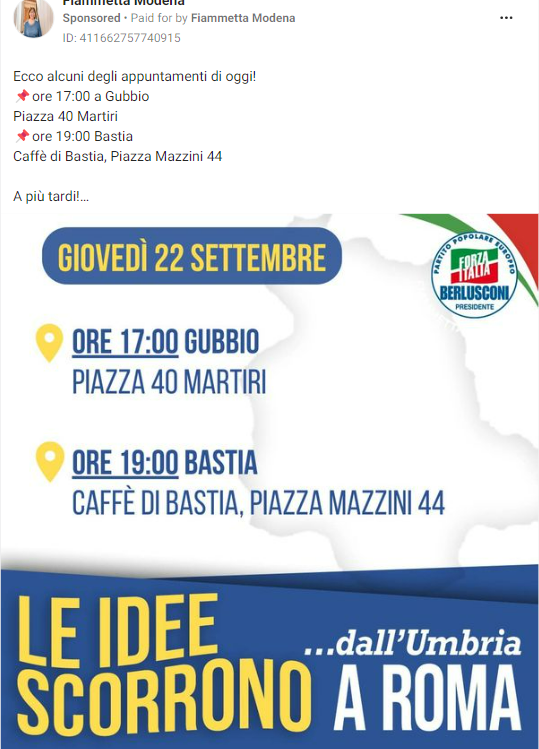 Fiammetta Modena
Sponsored • Paid for by Fiammetta Modena
ID: 411662757740915
Ecco alcuni degli appuntamenti di oggi!
📌ore 17:00 a Gubbio
Piazza 40 Martiri
📌ore 19:00 Bastia
Caffè di Bastia, Piazza Mazzini 44
A più tardi!...
GIOVEDÌ 22 SETTEMBRE
PARTITO POPOLARE EUROPEO
FORZA
ITALIA
BERLUSCONI
PRESIDENTE
ORE 17:00 GUBBIO
PIAZZA 40 MARTIRI
ORE 19:00 BASTIA
CAFFÈ DI BASTIA, PIAZZA MAZZINI 44
LE IDEE
SCORRONO
...dall'Umbria
A ROMA